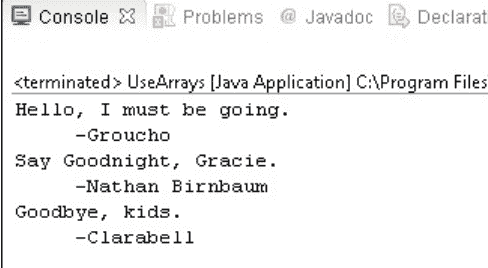 Console Problems @ Javadoc Declarat
<terminated> UseArrays [Java Application] C:\Program Files
Hello, I must be going.
     -Groucho
Say Goodnight, Gracie.
     -Nathan Birnbaum
Goodbye, kids.
     -Clarabell